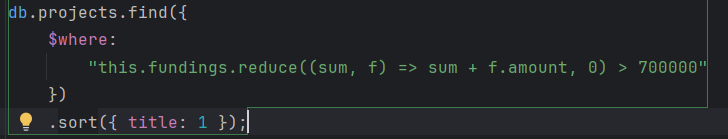 db.projects.find({
$where:
"this.fundings.reduce((sum, f) => sum + f.amount, 0) > 700000"
})
.sort({ title: 1 });